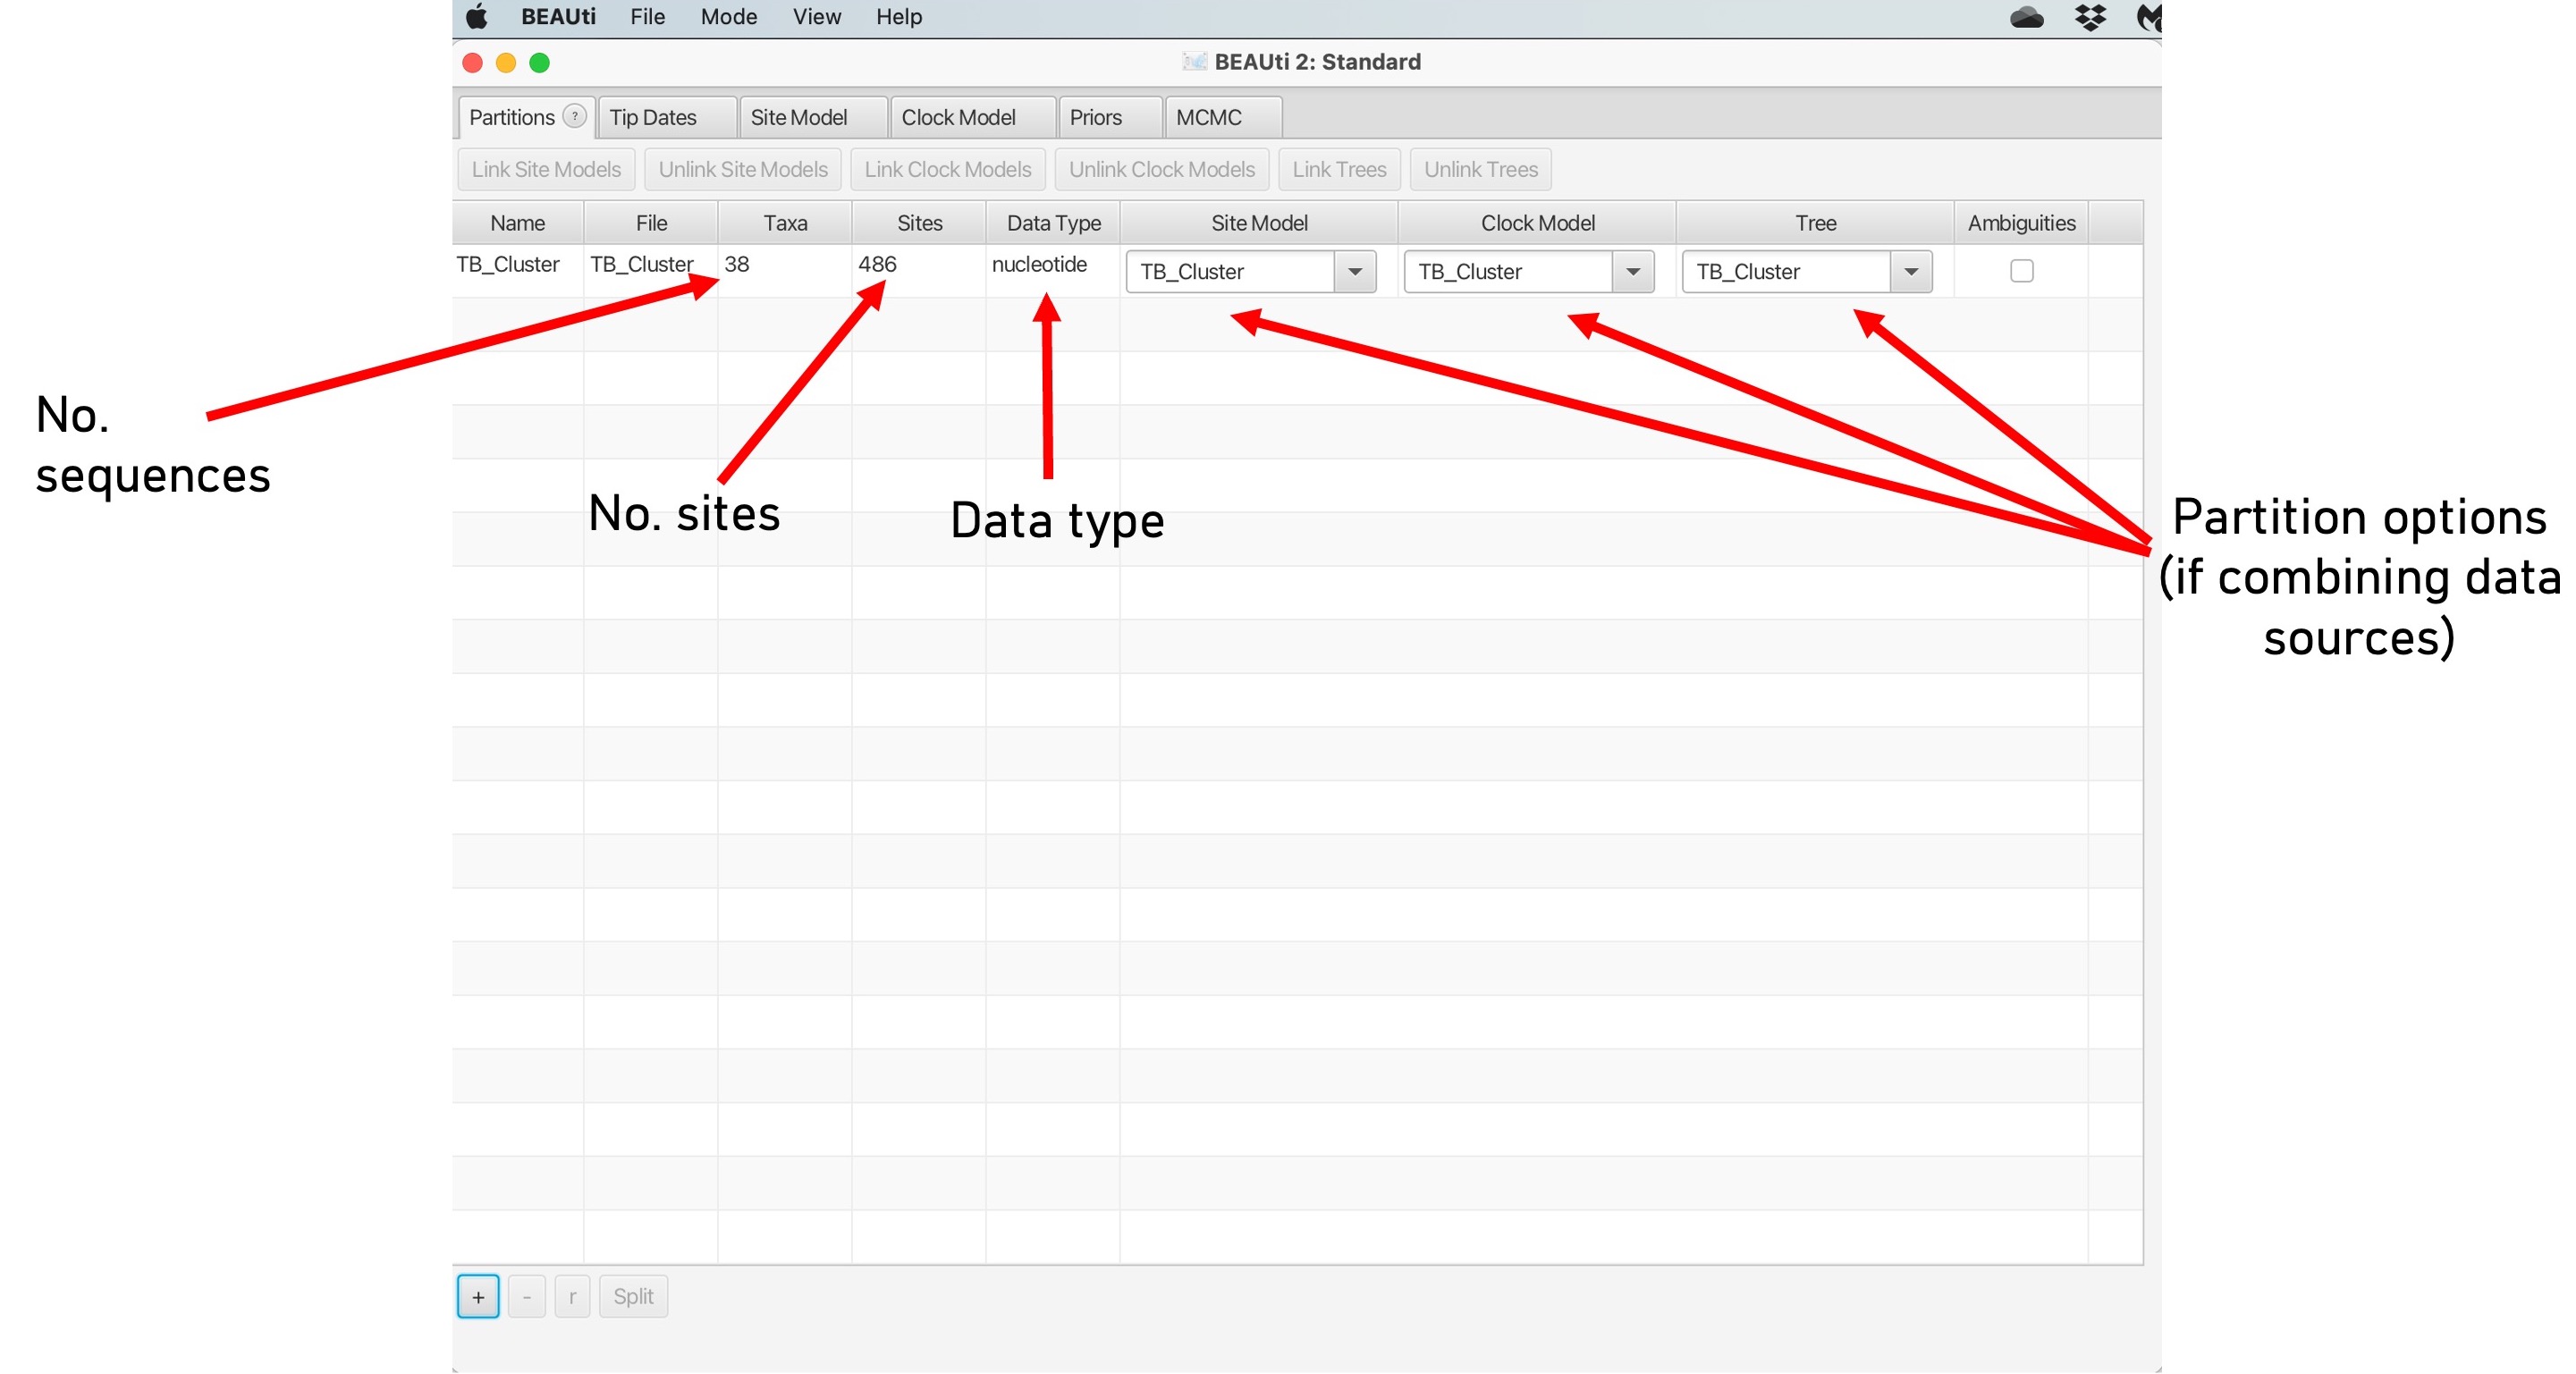 BEAUti File Mode View Help
BEAUti 2: Standard
Partitions ? Tip Dates Site Model Clock Model Priors MCMC
Link Site Models Unlink Site Models Link Clock Models Unlink Clock Models Link Trees Unlink Trees
Name File Taxa Sites Data Type Site Model Clock Model Tree Ambiguities
TB_Cluster TB_Cluster 38 486 nucleotide TB_Cluster TB_Cluster TB_Cluster
No.
sequences
No. sites
Data type
Partition options
(if combining data
sources)
+ - r Split